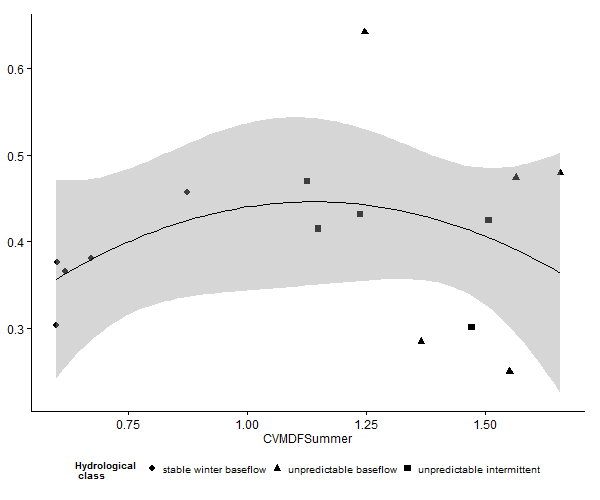 0.6
0.5
0.4
0.3
0.75 1.00 1.25 1.50
CVMDFSummer
Hydrological class stable winter baseflow unpredictable baseflow unpredictable intermittent